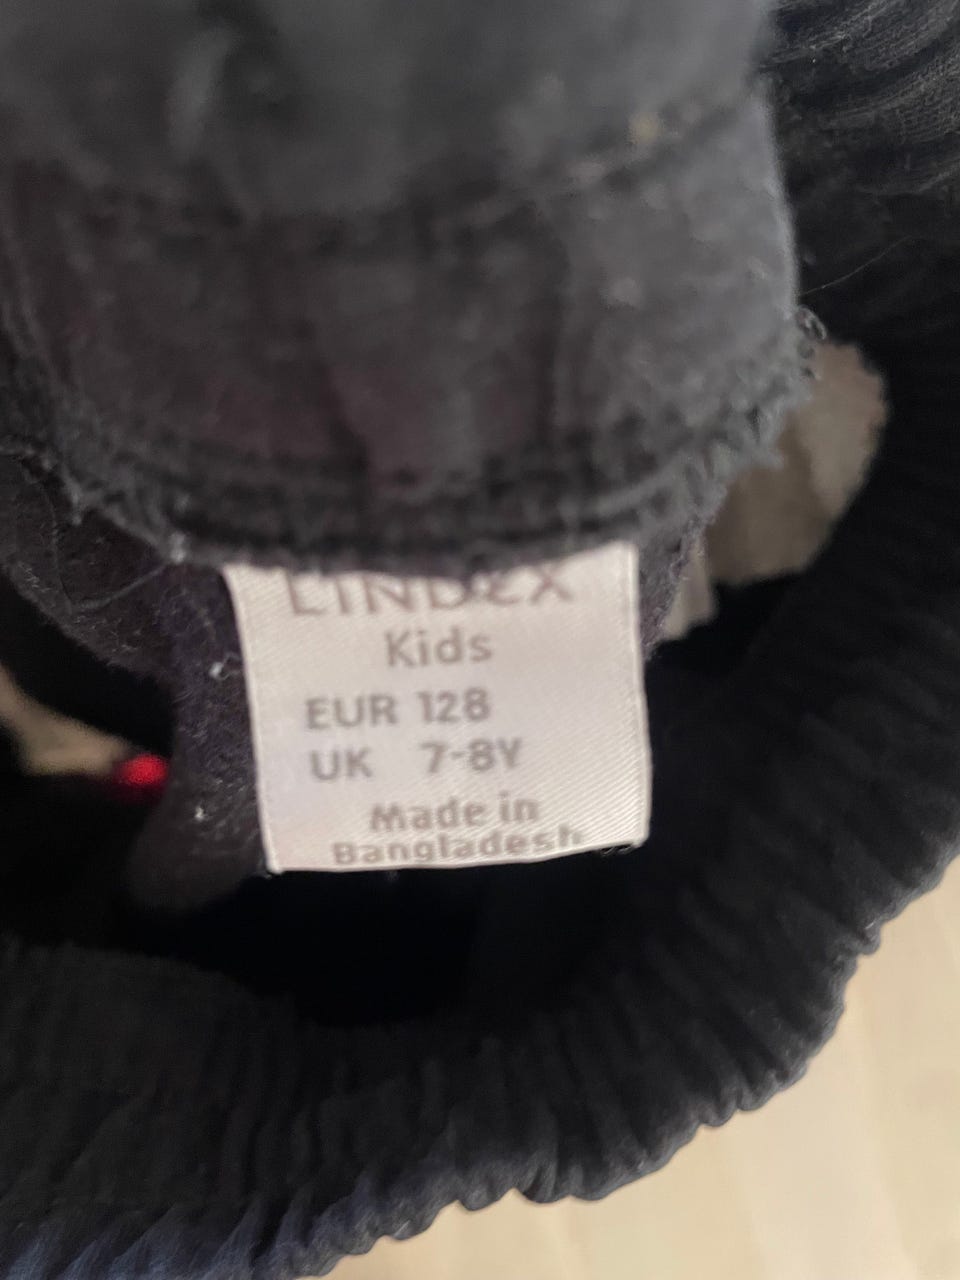 LINDEX
Kids
EUR 128
UK 7-8Y
Made in
Bangladesh